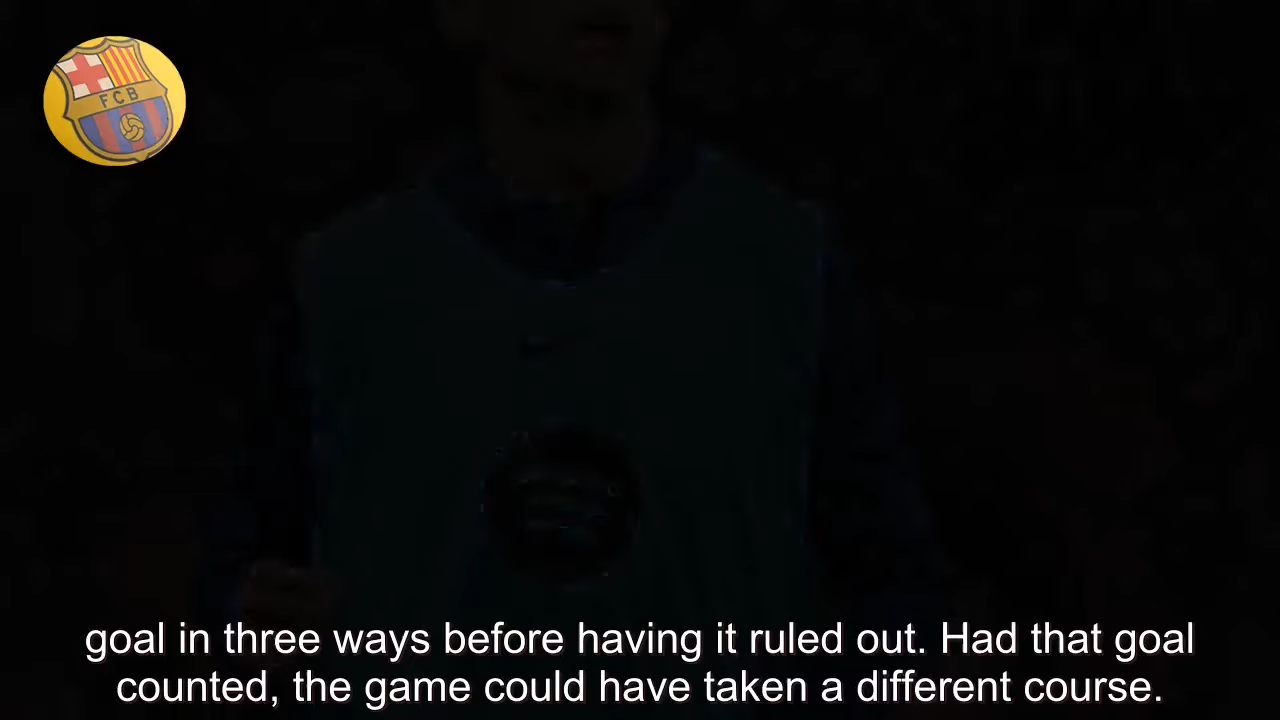 FCB
goal in three ways before having it ruled out. Had that goal
counted, the game could have taken a different course.